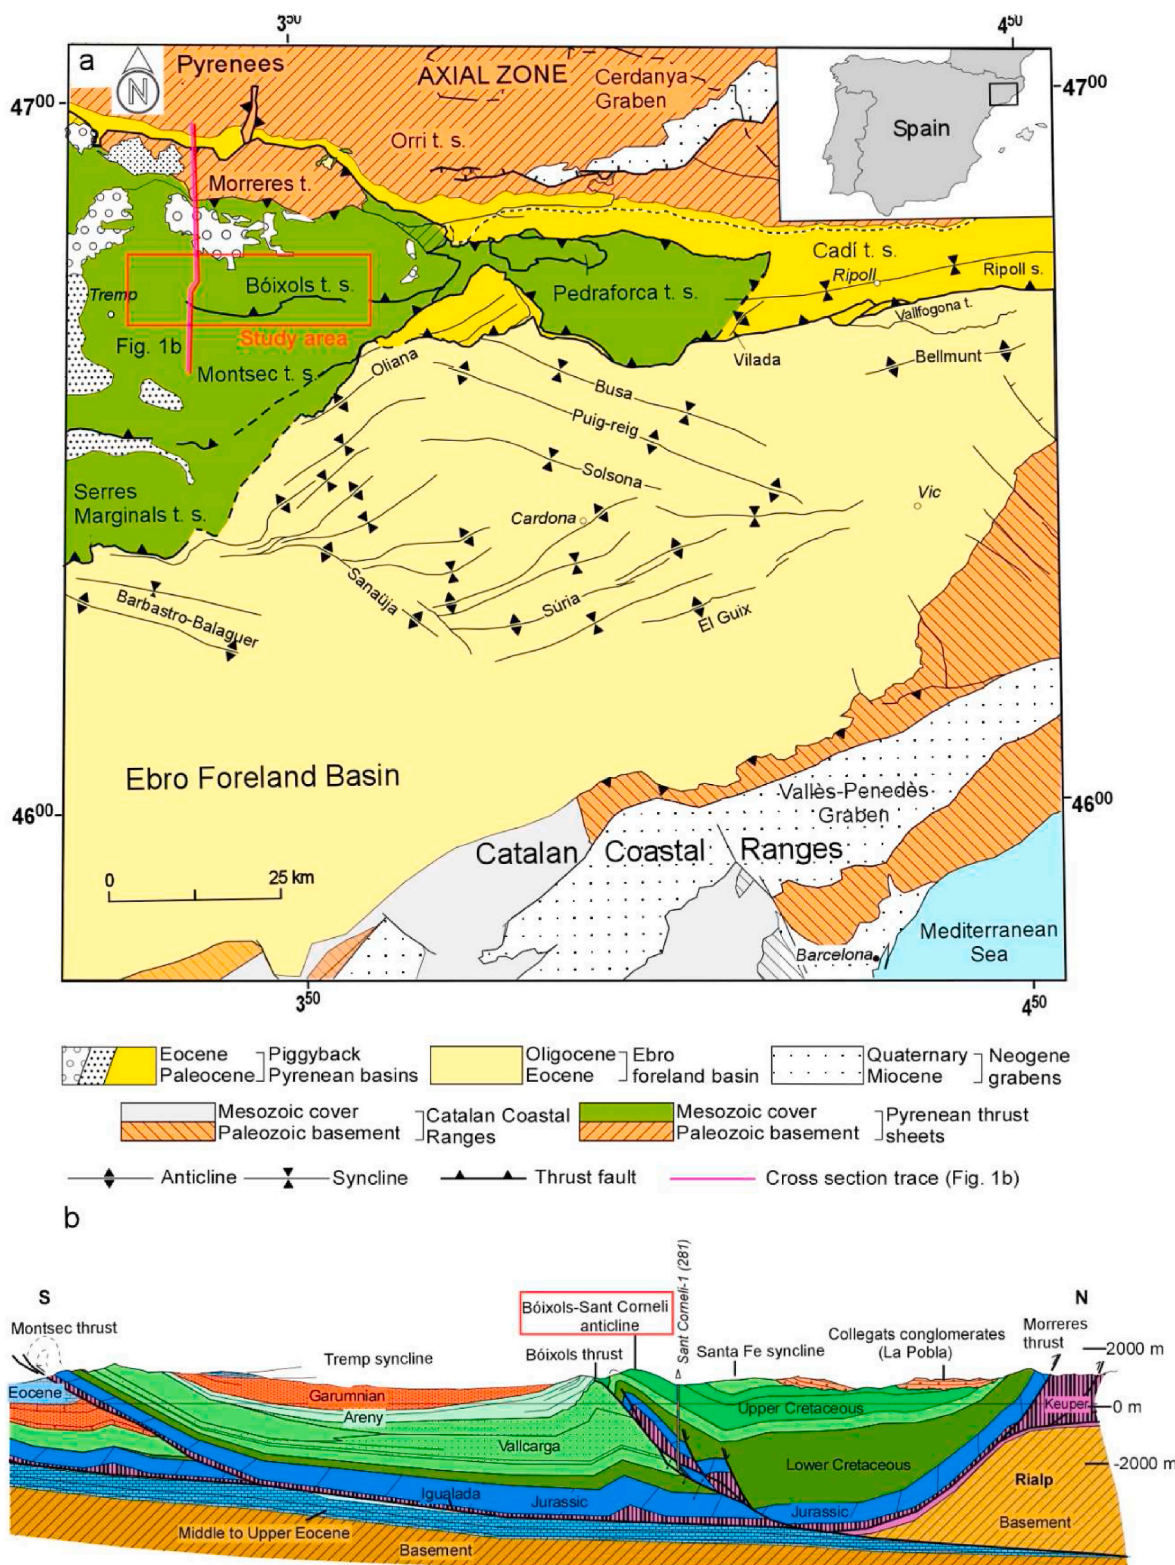 3⁵⁰
4⁵⁰
a
N
Pyrenees
AXIAL ZONE
Cerdanya
Graben
Spain
47⁰⁰
47⁰⁰
Orri t. s.
Morreres t.
Cadí t. s.
Ripoll
Ripoll s.
Tremp
Bóixols t. s.
Pedraforca t. s.
Vallfogona t.
Study area
Fig. 1b
Montsec t. s.
Oliana
Vilada
Bellmunt
Busa
Puig-reig
Solsona
Serres
Marginals t. s.
Cardona
Vic
Sanaüja
Súria
El Guix
Barbastro-Balaguer
Ebro Foreland Basin
46⁰⁰
46⁰⁰
Vallès-Penedès
Graben
Catalan Coastal Ranges
0 25 km
Mediterranean
Sea
Barcelona
3⁵⁰
4⁵⁰
Eocene
Paleocene
Piggyback
Pyrenean basins
Oligocene
Eocene
Ebro
foreland basin
Quaternary
Miocene
Neogene
grabens
Mesozoic cover
Paleozoic basement
Catalan Coastal
Ranges
Mesozoic cover
Paleozoic basement
Pyrenean thrust
sheets
Anticline
Syncline
Thrust fault
Cross section trace (Fig. 1b)
b
S
N
Montsec thrust
Tremp syncline
Bóixols-Sant Corneli
anticline
Bóixols thrust
Sant Corneli-1 (281)
Santa Fe syncline
Collegats conglomerates
(La Pobla)
Morreres
thrust
2000 m
0 m
-2000 m
Eocene
Garumnian
Areny
Vallcarga
Upper Cretaceous
Keuper
Lower Cretaceous
Rialp
Igualada
Jurassic
Jurassic
Basement
Middle to Upper Eocene
Basement